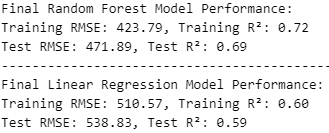 Final Random Forest Model Performance:
Training RMSE: 423.79, Training R²: 0.72
Test RMSE: 471.89, Test R²: 0.69
----------------------------------------
Final Linear Regression Model Performance:
Training RMSE: 510.57, Training R²: 0.60
Test RMSE: 538.83, Test R²: 0.59